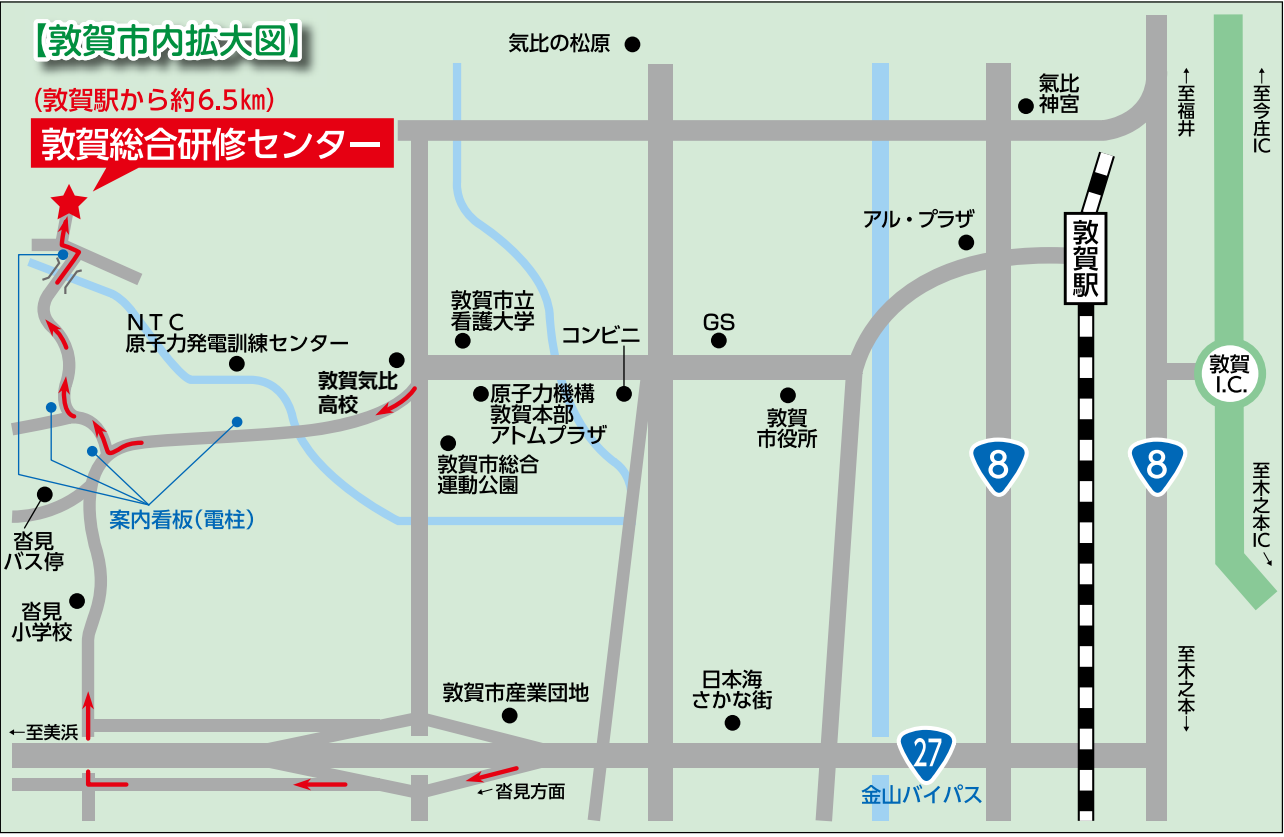 【敦賀市内拡大図】
(敦賀駅から約6.5㎞)
敦賀総合研修センター
気比の松原
氣比
神宮
↑至福井
↑至今庄IC
アル・プラザ
敦賀駅
敦賀市立
看護大学
コンビニ
GS
NTC
原子力発電訓練センター
敦賀気比
高校
原子力機構
敦賀本部
アトムプラザ
敦賀
市役所
敦賀
I.C.
敦賀市総合
運動公園
8
8
至木之本IC→
案内看板(電柱)
沓見
バス停
沓見
小学校
至木之本→
敦賀市産業団地
日本海
さかな街
←至美浜
27
金山バイパス
←沓見方面